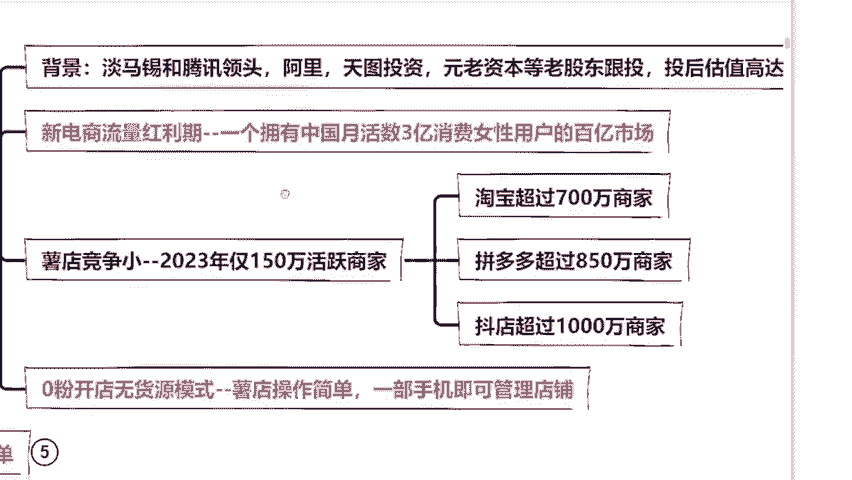 背景：淡马锡和腾讯领头，阿里，天图投资，元老资本等老股东跟投，投后估值高达
新电商流量红利期--一个拥有中国月活数3亿消费女性用户的百亿市场
淘宝超过700万商家
薯店竞争小--2023年仅150万活跃商家
拼多多超过850万商家
抖店超过1000万商家
0粉开店无货源模式--薯店操作简单，一部手机即可管理店铺
单
5